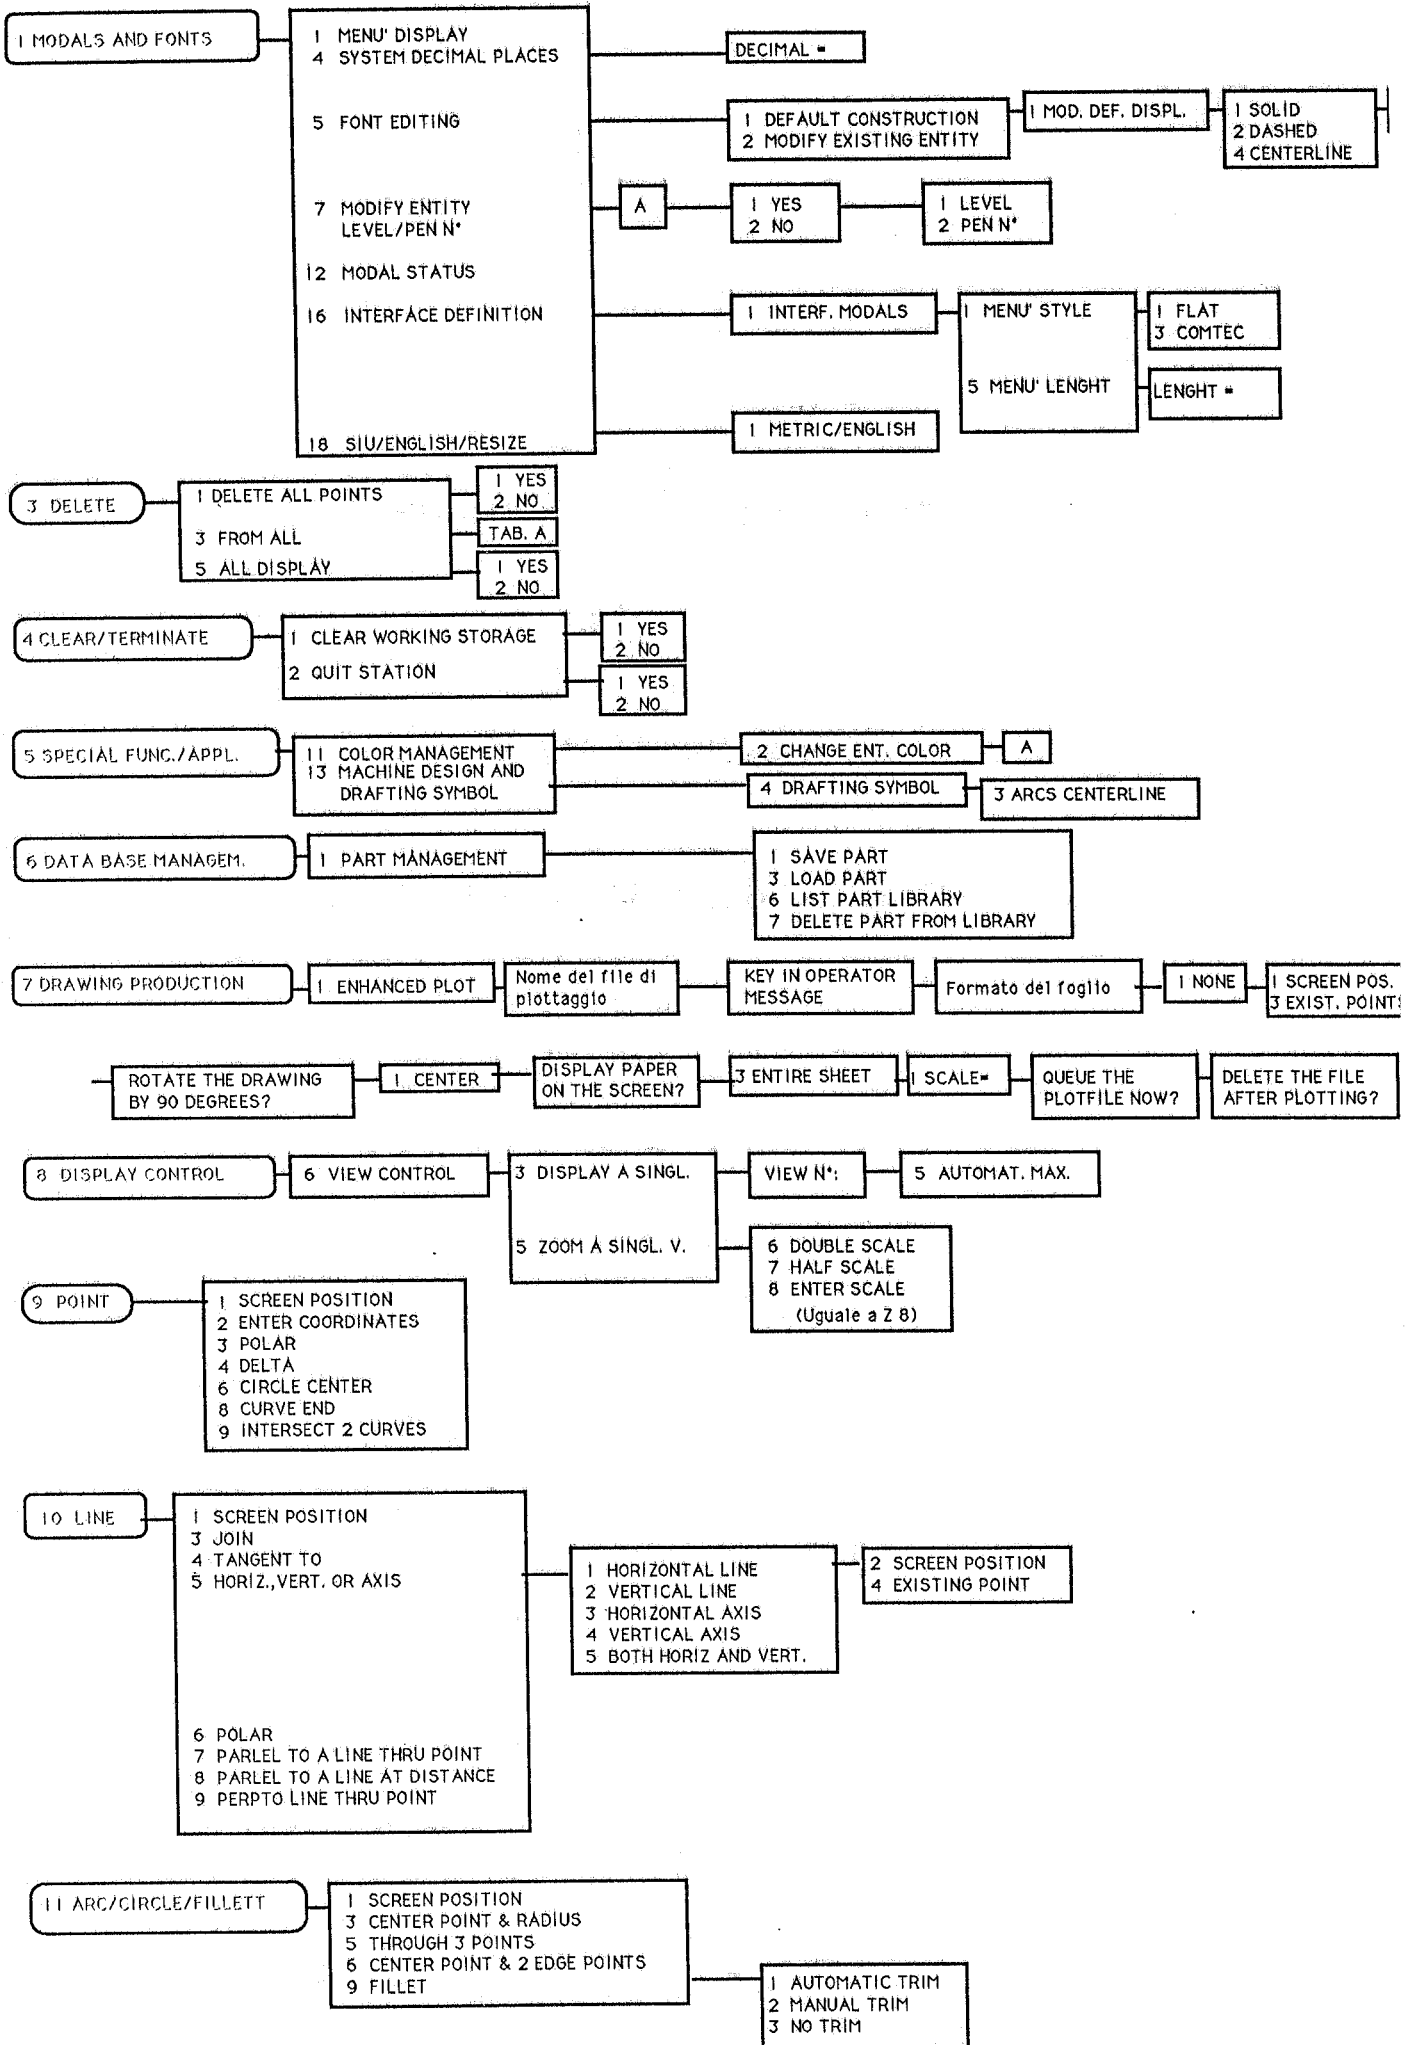 1 MODALS AND FONTS
1 MENU' DISPLAY
4 SYSTEM DECIMAL PLACES
DECIMAL =
5 FONT EDITING
1 DEFAULT CONSTRUCTION
2 MODIFY EXISTING ENTITY
1 MOD. DEF. DISPL.
1 SOLID
2 DASHED
4 CENTERLINE
7 MODIFY ENTITY
LEVEL/PEN N°
A
1 YES
2 NO
1 LEVEL
2 PEN N°
12 MODAL STATUS
16 INTERFACE DEFINITION
1 INTERF. MODALS
1 MENU' STYLE
1 FLAT
3 COMTEC
5 MENU' LENGHT
LENGHT =
18 SIU/ENGLISH/RESIZE
1 METRIC/ENGLISH
3 DELETE
1 DELETE ALL POINTS
1 YES
2 NO
3 FROM ALL
TAB. A
5 ALL DISPLAY
1 YES
2 NO
4 CLEAR/TERMINATE
1 CLEAR WORKING STORAGE
1 YES
2 NO
2 QUIT STATION
1 YES
2 NO
5 SPECIAL FUNC./APPL.
11 COLOR MANAGEMENT
2 CHANGE ENT. COLOR
A
13 MACHINE DESIGN AND
DRAFTING SYMBOL
4 DRAFTING SYMBOL
3 ARCS CENTERLINE
6 DATA BASE MANAGEM.
1 PART MANAGEMENT
1 SAVE PART
3 LOAD PART
6 LIST PART LIBRARY
7 DELETE PART FROM LIBRARY
7 DRAWING PRODUCTION
1 ENHANCED PLOT
Nome del file di
plottaggio
KEY IN OPERATOR
MESSAGE
Formato del foglio
1 NONE
1 SCREEN POS.
3 EXIST. POINTS
ROTATE THE DRAWING
BY 90 DEGREES?
1 CENTER
DISPLAY PAPER
ON THE SCREEN?
3 ENTIRE SHEET
1 SCALE=
QUEUE THE
PLOTFILE NOW?
DELETE THE FILE
AFTER PLOTTING?
8 DISPLAY CONTROL
6 VIEW CONTROL
3 DISPLAY A SINGL.
VIEW N°:
5 AUTOMAT. MAX.
5 ZOOM A SINGL. V.
6 DOUBLE SCALE
7 HALF SCALE
8 ENTER SCALE
(Uguale a Z 8)
9 POINT
1 SCREEN POSITION
2 ENTER COORDINATES
3 POLAR
4 DELTA
6 CIRCLE CENTER
8 CURVE END
9 INTERSECT 2 CURVES
10 LINE
1 SCREEN POSITION
3 JOIN
4 TANGENT TO
5 HORIZ.,VERT. OR AXIS
1 HORIZONTAL LINE
2 VERTICAL LINE
3 HORIZONTAL AXIS
4 VERTICAL AXIS
5 BOTH HORIZ AND VERT.
2 SCREEN POSITION
4 EXISTING POINT
6 POLAR
7 PARLEL TO A LINE THRU POINT
8 PARLEL TO A LINE AT DISTANCE
9 PERPTO LINE THRU POINT
11 ARC/CIRCLE/FILLETT
1 SCREEN POSITION
3 CENTER POINT & RADIUS
5 THROUGH 3 POINTS
6 CENTER POINT & 2 EDGE POINTS
9 FILLET
1 AUTOMATIC TRIM
2 MANUAL TRIM
3 NO TRIM